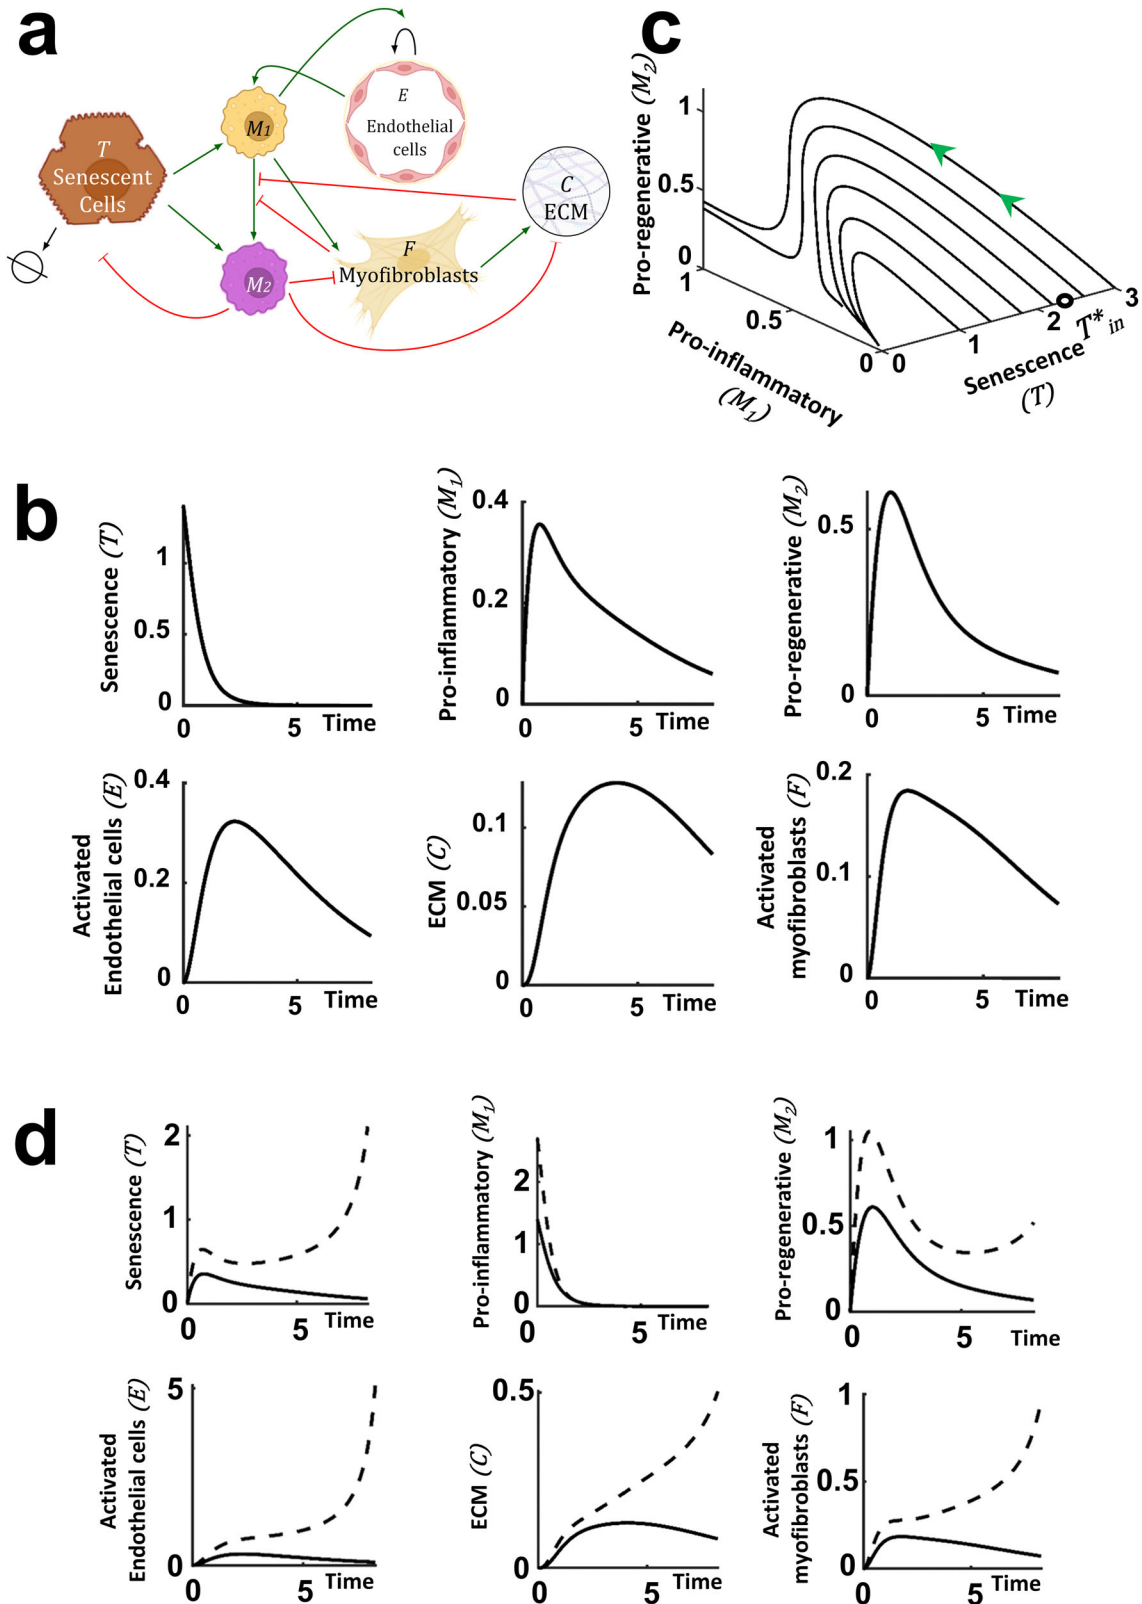 a
T
Senescent
Cells
M1
M2
E
Endothelial
cells
F
Myofibroblasts
C
ECM
c
Pro-regenerative (M2)
1
0.5
0
1
0.5
0
Pro-inflammatory
(M1)
0
1
2
3
T*in
Senescence
(T)
b
Senescence (T)
1
0.5
0
5
Time
Pro-inflammatory (M1)
0.4
0.2
0
0
5
Time
Pro-regenerative (M2)
0.5
0
0
5
Time
Activated
Endothelial cells (E)
0.4
0.2
0
0
5
Time
ECM (C)
0.1
0.05
0
0
5
Time
Activated
myofibroblasts (F)
0.2
0.1
0
0
5
Time
d
Senescence (T)
2
1
0
0
5
Time
Pro-inflammatory (M1)
2
1
0
0
5
Time
Pro-regenerative (M2)
1
0.5
0
0
5
Time
Activated
Endothelial cells (E)
5
0
0
5
Time
ECM (C)
0.5
0
0
5
Time
Activated
myofibroblasts (F)
1
0.5
0
0
5
Time